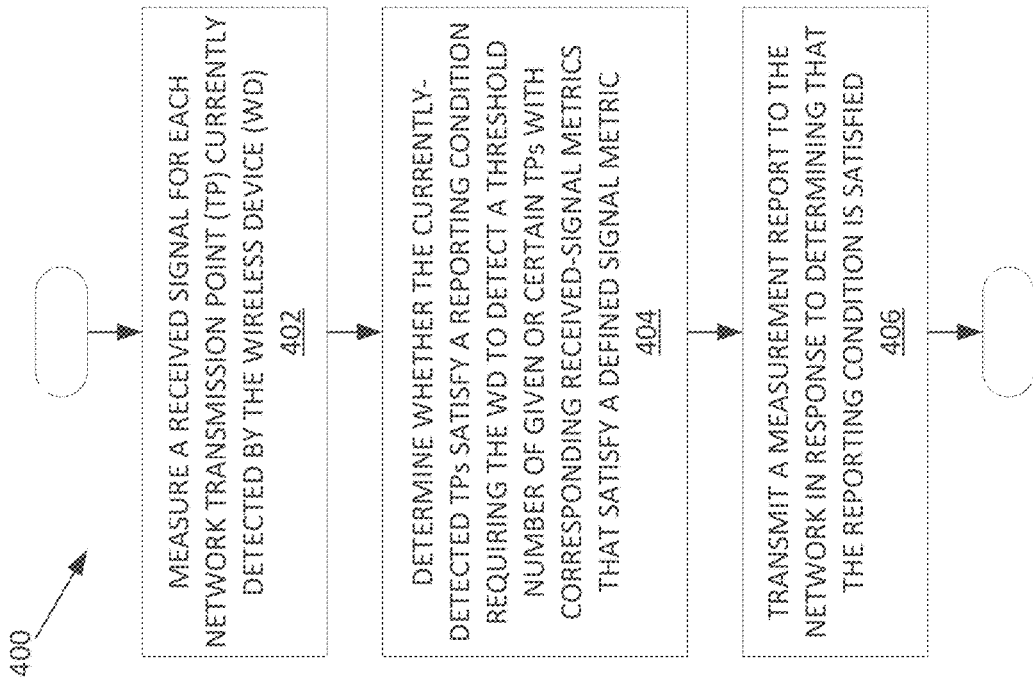 400
MEASURE A RECEIVED SIGNAL FOR EACH
NETWORK TRANSMISSION POINT (TP) CURRENTLY
DETECTED BY THE WIRELESS DEVICE (WD)
402
DETERMINE WHETHER THE CURRENTLY-
DETECTED TPs SATISFY A REPORTING CONDITION
REQUIRING THE WD TO DETECT A THRESHOLD
NUMBER OF GIVEN OR CERTAIN TPs WITH
CORRESPONDING RECEIVED-SIGNAL METRICS
THAT SATISFY A DEFINED SIGNAL METRIC
404
TRANSMIT A MEASUREMENT REPORT TO THE
NETWORK IN RESPONSE TO DETERMINING THAT
THE REPORTING CONDITION IS SATISFIED
406